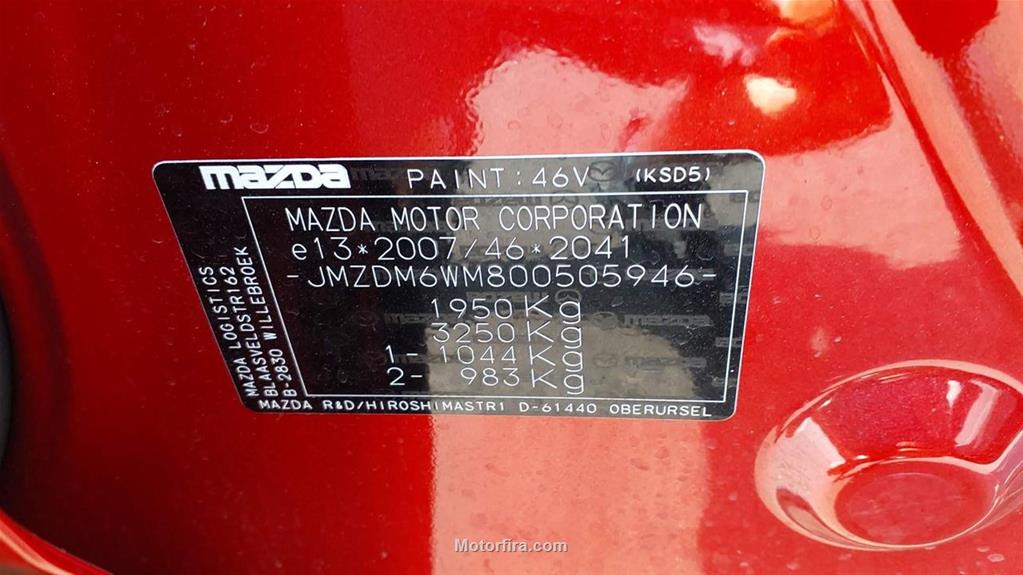 mazda PAINT: 46V (KSD5)
MAZDA MOTOR CORPORATION
e13*2007/46*2041
-JMZDM6WM800505946-
1950Kg
3250Kg
1-1044Kg
2- 983Kg
MAZDA LOGISTICS
BLAASVELDSTR162
B-2830 WILLEBROEK
MAZDA R&D/HIROSHIMASTR1 D-61440 OBERURSEL
Motorfira.com